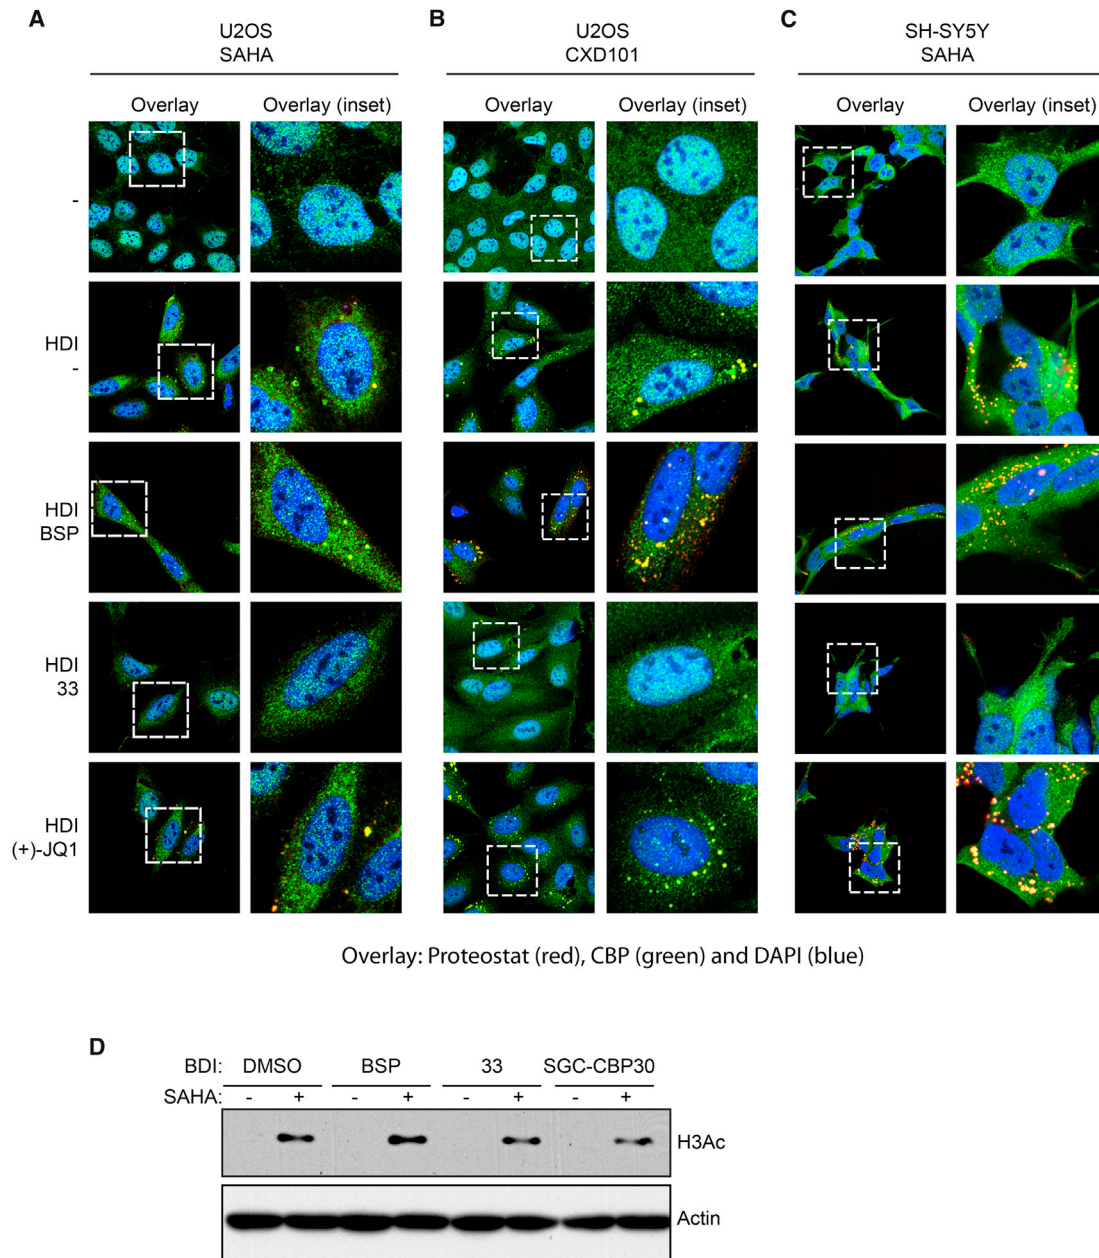 A
U2OS
SAHA
Overlay
Overlay (inset)
B
U2OS
CXD101
Overlay
Overlay (inset)
C
SH-SY5Y
SAHA
Overlay
Overlay (inset)
-
HDI
-
HDI
BSP
HDI
33
HDI
(+)-JQ1
Overlay: Proteostat (red), CBP (green) and DAPI (blue)
D
BDI: DMSO BSP 33 SGC-CBP30
SAHA: - + - + - + - +
H3Ac
Actin